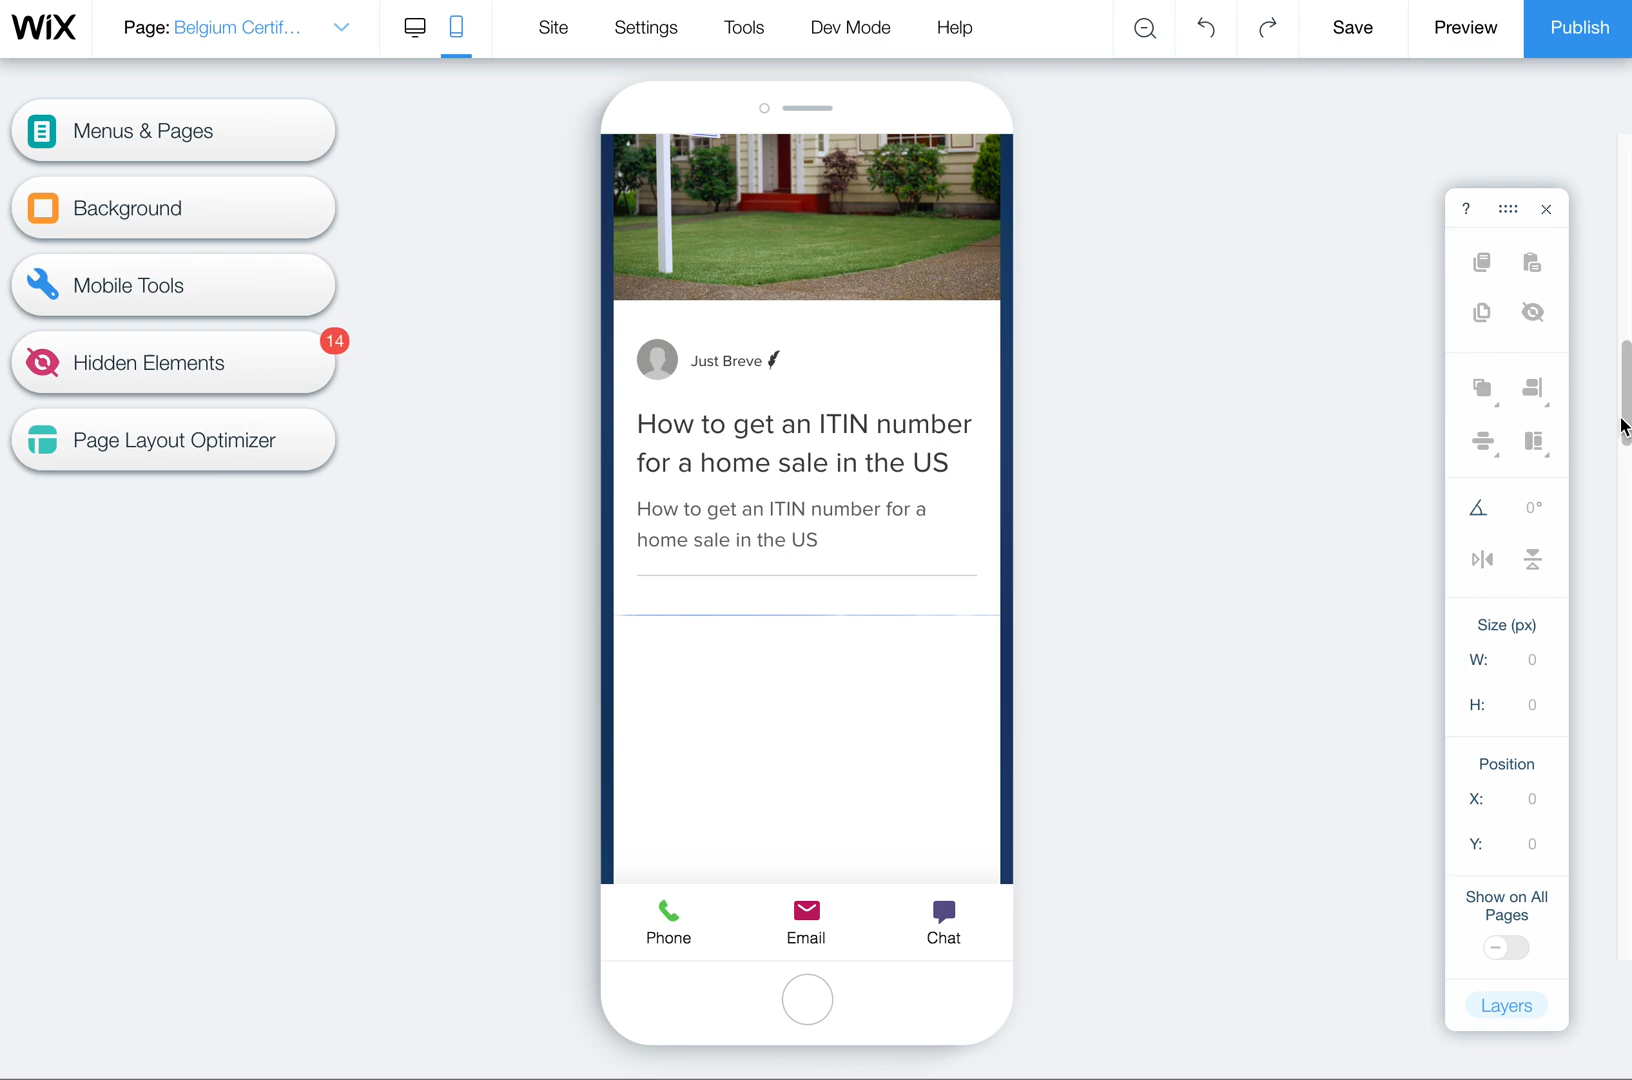 WiX Page: Belgium Certif... Site Settings Tools Dev Mode Help Save Preview Publish
Menus & Pages
Background
Mobile Tools
Hidden Elements
14
Page Layout Optimizer
Just Breve
How to get an ITIN number
for a home sale in the US
How to get an ITIN number for a
home sale in the US
Phone Email Chat
?
0°
Size (px)
W: 0
H: 0
Position
X: 0
Y: 0
Show on All
Pages
Layers